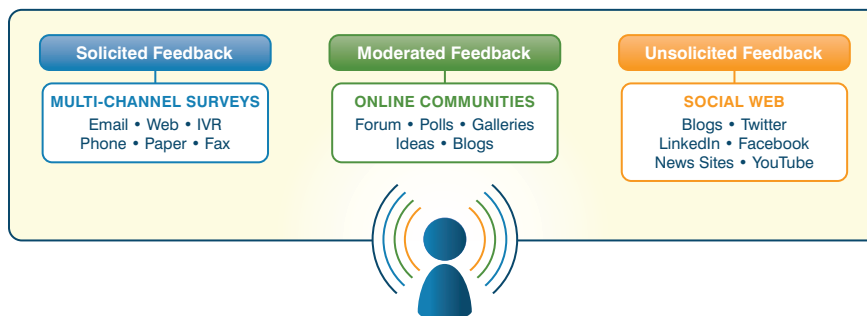 Solicited Feedback
MULTI-CHANNEL SURVEYS
Email • Web • IVR
Phone • Paper • Fax
Moderated Feedback
ONLINE COMMUNITIES
Forum • Polls • Galleries
Ideas • Blogs
Unsolicited Feedback
SOCIAL WEB
Blogs • Twitter
LinkedIn • Facebook
News Sites • YouTube